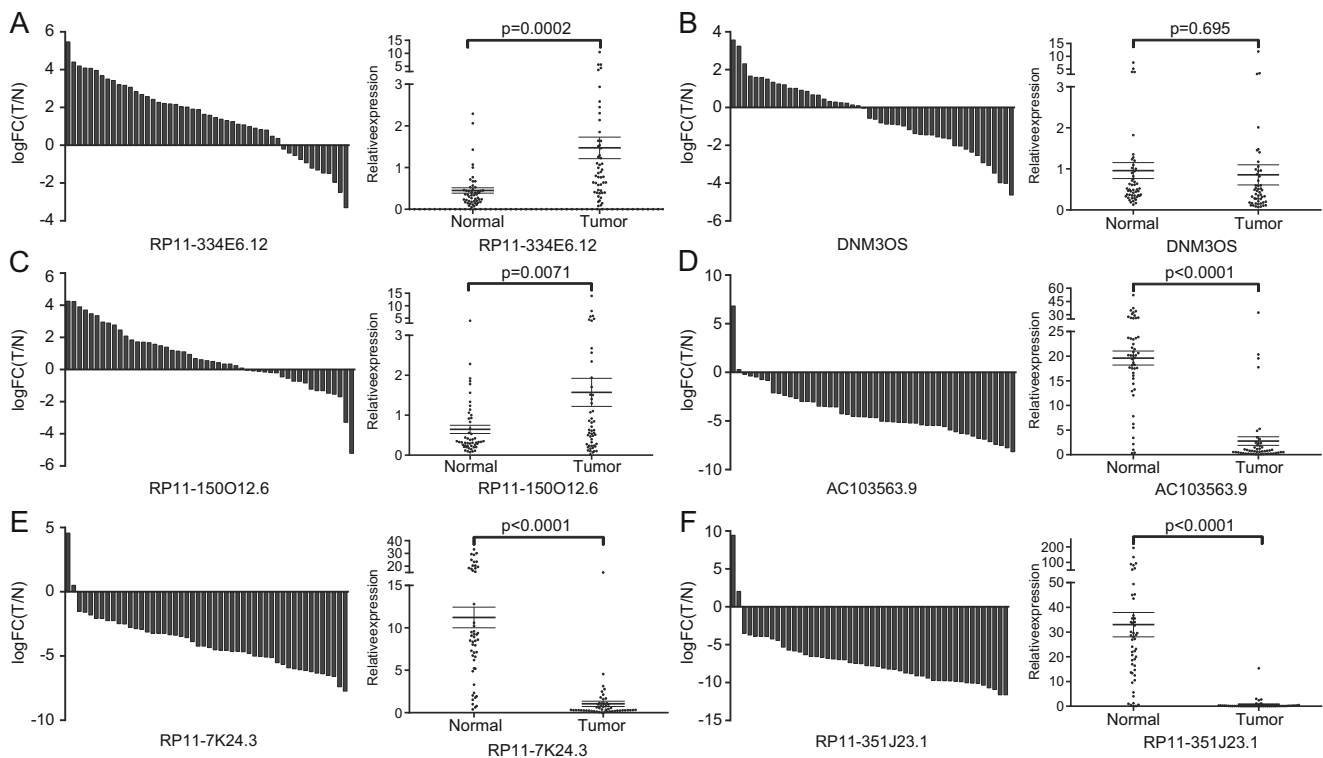 A
logFC(T/N)
6
4
2
0
-2
-4
RP11-334E6.12
Relativeexpression
15
10
5
3
2
1
0
p=0.0002
Normal
Tumor
RP11-334E6.12
B
logFC(T/N)
4
2
0
-2
-4
-6
DNM3OS
Relativeexpression
15
10
5
3
2
1
0
p=0.695
Normal
Tumor
DNM3OS
C
logFC(T/N)
6
4
2
0
-2
-4
-6
RP11-150O12.6
Relativeexpression
15
10
5
3
2
1
0
p=0.0071
Normal
Tumor
RP11-150O12.6
D
logFC(T/N)
10
5
0
-5
-10
AC103563.9
Relativeexpression
60
45
35
25
25
20
15
10
5
0
p<0.0001
Normal
Tumor
AC103563.9
E
logFC(T/N)
5
0
-5
-10
RP11-7K24.3
Relativeexpression
40
30
20
15
10
5
0
p<0.0001
Normal
Tumor
RP11-7K24.3
F
logFC(T/N)
10
5
0
-5
-10
-15
RP11-351J23.1
Relativeexpression
200
100
50
50
40
30
20
10
0
p<0.0001
Normal
Tumor
RP11-351J23.1